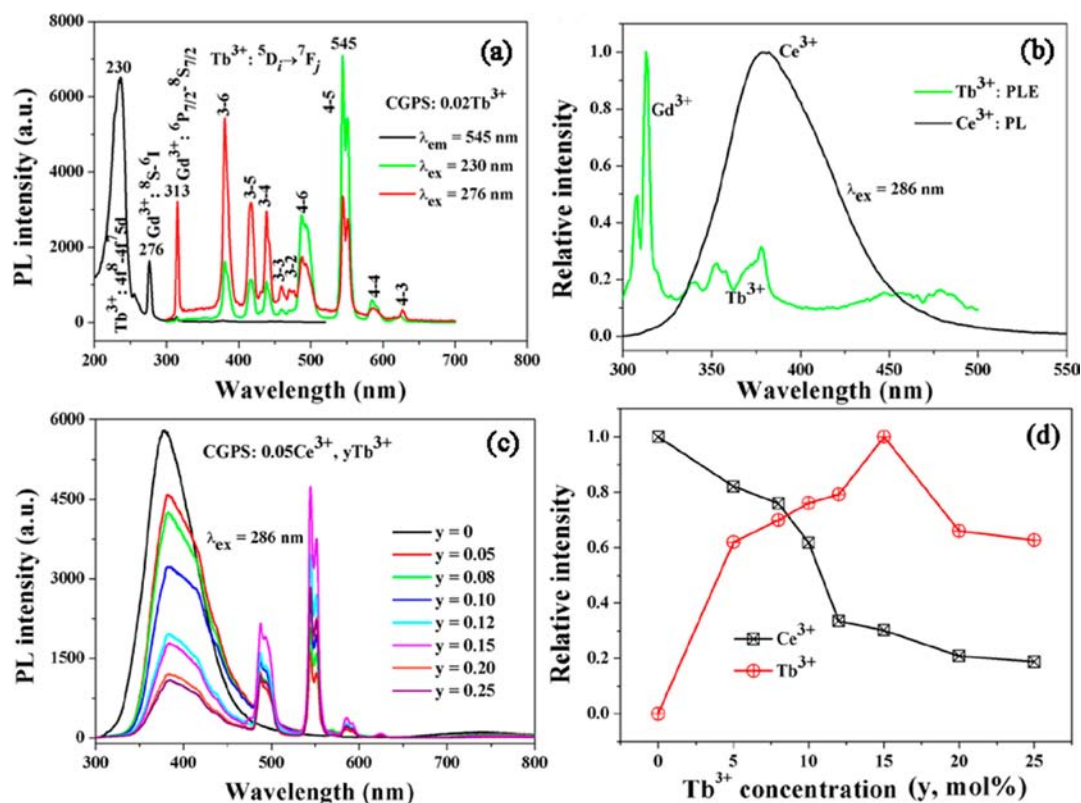 (a)
PL intensity (a.u.)
8000
6000
4000
2000
0
200 300 400 500 600 700 800
Wavelength (nm)
230
Tb³⁺: 4f⁸-4f⁷5d
276
Gd³⁺: ⁸S-⁶I
313
Gd³⁺: ⁶P₇/₂-⁸S₇/₂
Tb³⁺: ⁵Dᵢ→⁷Fⱼ
3-6
3-5
3-4
3-3
3-2
4-6
4-5
545
4-4
4-3
CGPS: 0.02Tb³⁺
λem = 545 nm
λex = 230 nm
λex = 276 nm
(b)
Relative intensity
1.0
0.8
0.6
0.4
0.2
0.0
300 350 400 450 500 550
Wavelength (nm)
Gd³⁺
Ce³⁺
Tb³⁺
Tb³⁺: PLE
Ce³⁺: PL
λex = 286 nm
(c)
PL intensity (a.u.)
6000
4500
3000
1500
0
300 400 500 600 700 800
Wavelength (nm)
CGPS: 0.05Ce³⁺, yTb³⁺
λex = 286 nm
y = 0
y = 0.05
y = 0.08
y = 0.10
y = 0.12
y = 0.15
y = 0.20
y = 0.25
(d)
Relative intensity
1.0
0.8
0.6
0.4
0.2
0.0
0 5 10 15 20 25
Tb³⁺ concentration (y, mol%)
Ce³⁺
Tb³⁺